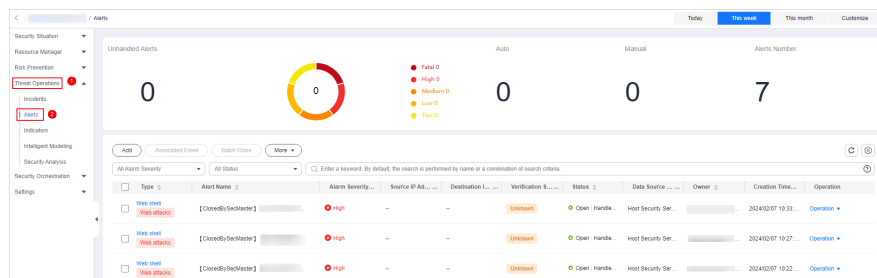 < / Alerts Today This week This month Customize
Security Situation
Resource Manager
Risk Prevention
Threat Operations 1
Incidents
Alerts 2
Indicators
Intelligent Modeling
Security Analysis
Security Orchestration
Settings
Unhandled Alerts Auto Manual Alerts Number
0 0 0 0 7
Fatal 0
High 0
Medium 0
Low 0
Tips 0
Add Associated Event Batch Close More
All Alarm Severity All Status Enter a keyword. By default, the search is performed by name or a combination of search criteria.
Type Alert Name Alarm Severity... Source IP Ad... ... Destination I... ... Verification S... ... Status Data Source ... ... Owner Creation Time... Operation
Web shell
Web attacks 【ClosedBySecMaster】 High -- -- Unknown Open | Handle... Host Security Ser... 2024/02/07 10:33:... Operation
Web shell
Web attacks 【ClosedBySecMaster】 High -- -- Unknown Open | Handle... Host Security Ser... 2024/02/07 10:27:... Operation
Web shell
Web attacks 【ClosedBySecMaster】 High -- -- Unknown Open | Handle... Host Security Ser... 2024/02/07 10:22:... Operation